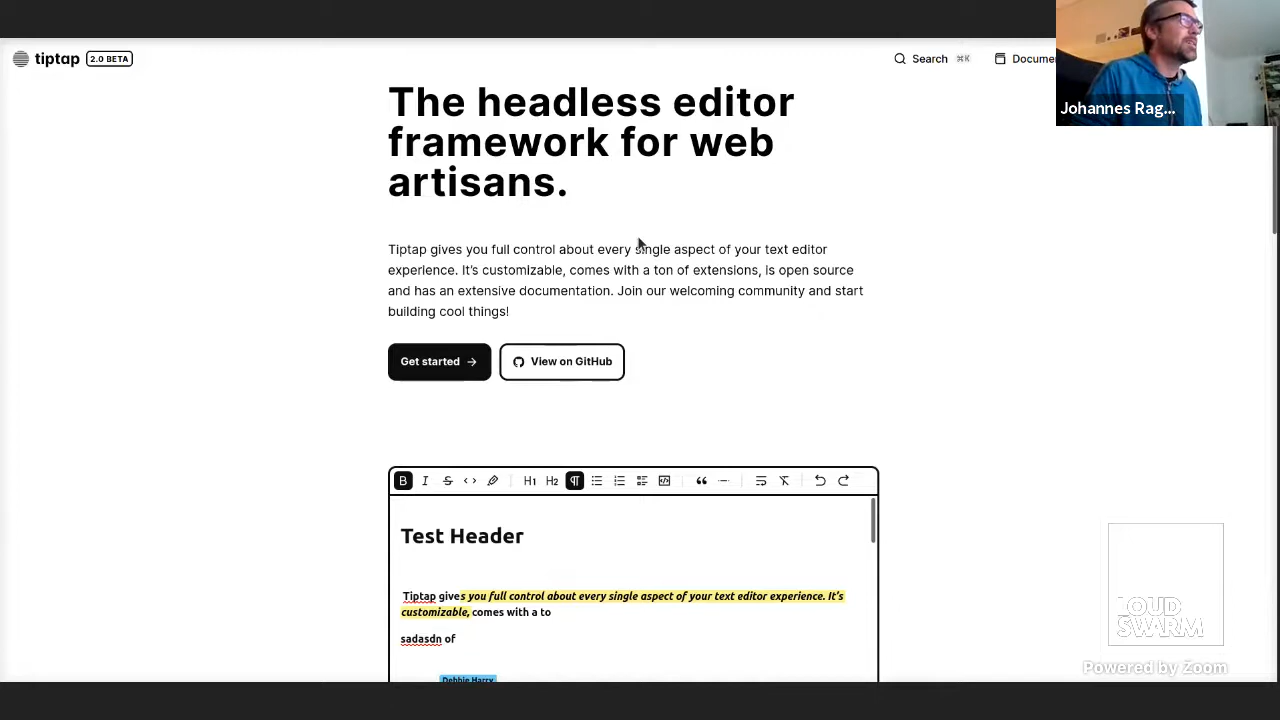 tiptap 2.0 BETA
Search ⌘K
Documen
Johannes Rag...
The headless editor
framework for web
artisans.
Tiptap gives you full control about every single aspect of your text editor
experience. It's customizable, comes with a ton of extensions, is open source
and has an extensive documentation. Join our welcoming community and start
building cool things!
Get started →
View on GitHub
B I S <> H1 H2
Test Header
Tiptap gives you full control about every single aspect of your text editor experience. It's
customizable, comes with a to
sadasdn of
Debbie Harry
LOUD
SWARM
Powered by Zoom